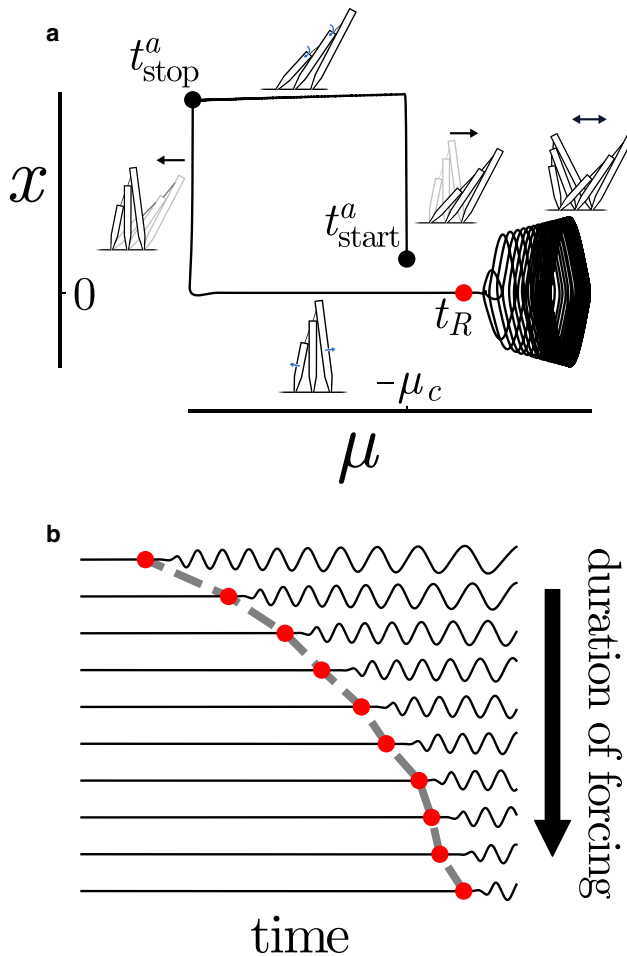 a
t^a_stop
x
t^a_start
0
t_R
−μ_c
μ
b
duration of forcing
time